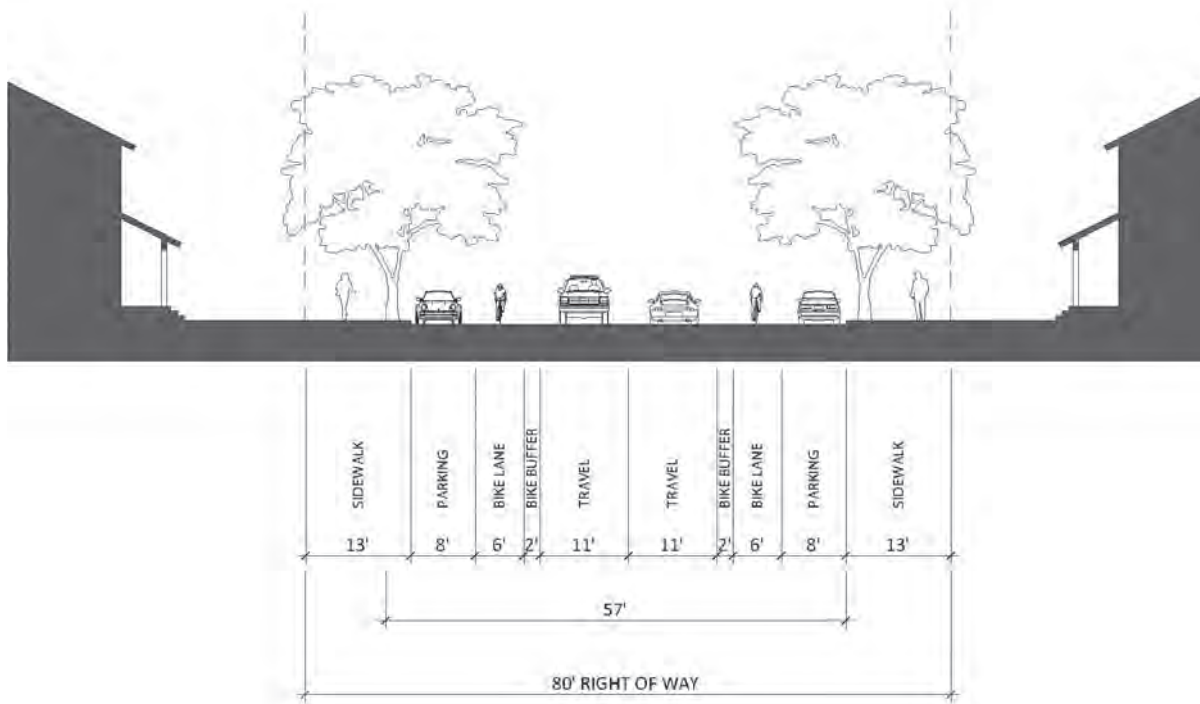 SIDEWALK
PARKING
BIKE LANE
BIKE BUFFER
TRAVEL
TRAVEL
BIKE BUFFER
BIKE LANE
PARKING
SIDEWALK
13' 8' 6' 2' 11' 11' 2' 6' 8' 13'
57'
80' RIGHT OF WAY